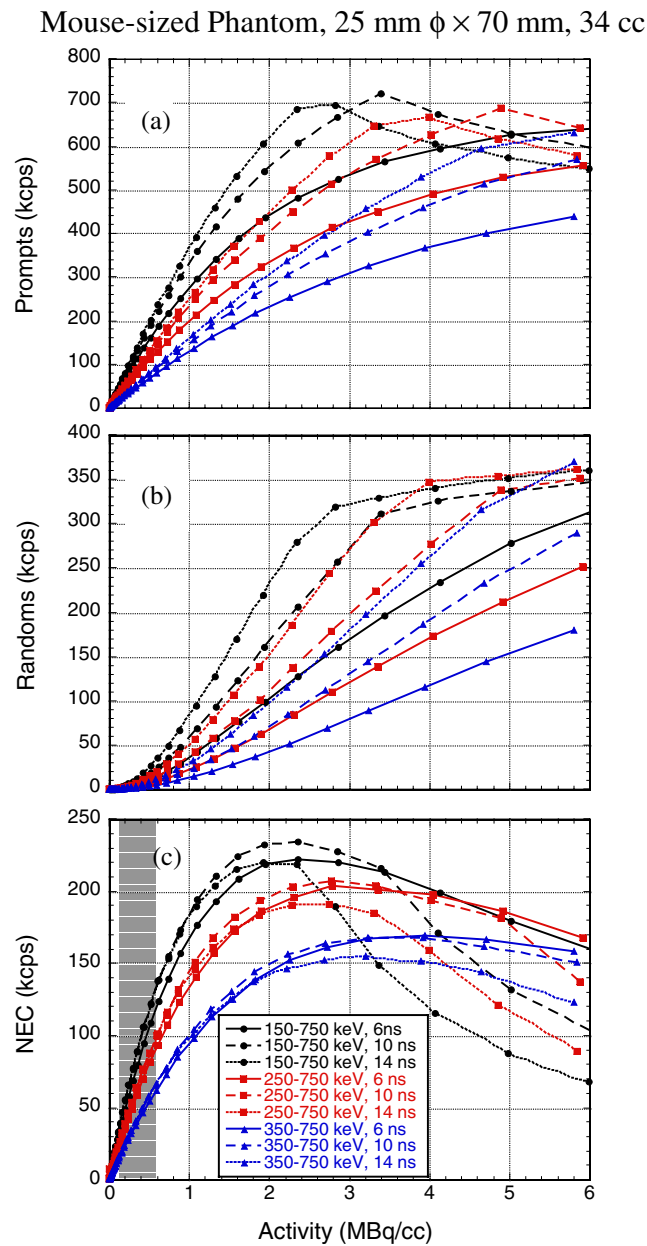 Mouse-sized Phantom, 25 mm ϕ × 70 mm, 34 cc
800
700
600
500
400
300
200
100
0
Prompts (kcps)
(a)
400
350
300
250
200
150
100
50
0
Randoms (kcps)
(b)
250
200
150
100
50
0
NEC (kcps)
(c)
150-750 keV, 6ns
150-750 keV, 10 ns
150-750 keV, 14 ns
250-750 keV, 6 ns
250-750 keV, 10 ns
250-750 keV, 14 ns
350-750 keV, 6 ns
350-750 keV, 10 ns
350-750 keV, 14 ns
0 1 2 3 4 5 6
Activity (MBq/cc)